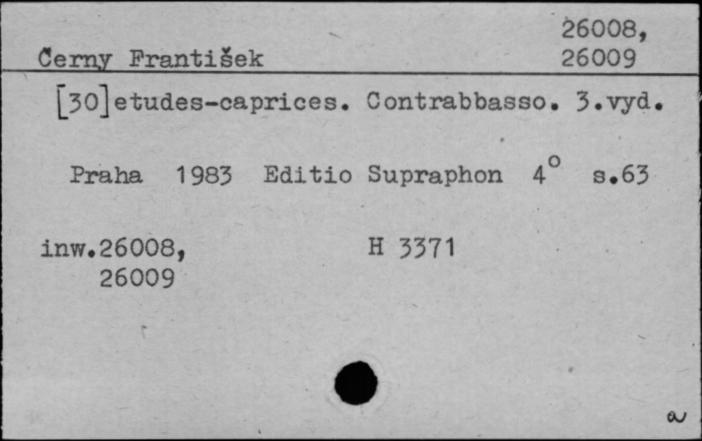 26008,
Černy František 26009
[30]etudes-caprices. Contrabbasso. 3.vyd.
Praha 1983 Editio Supraphon 4° s.63
inw.26008, H 3371
26009
a